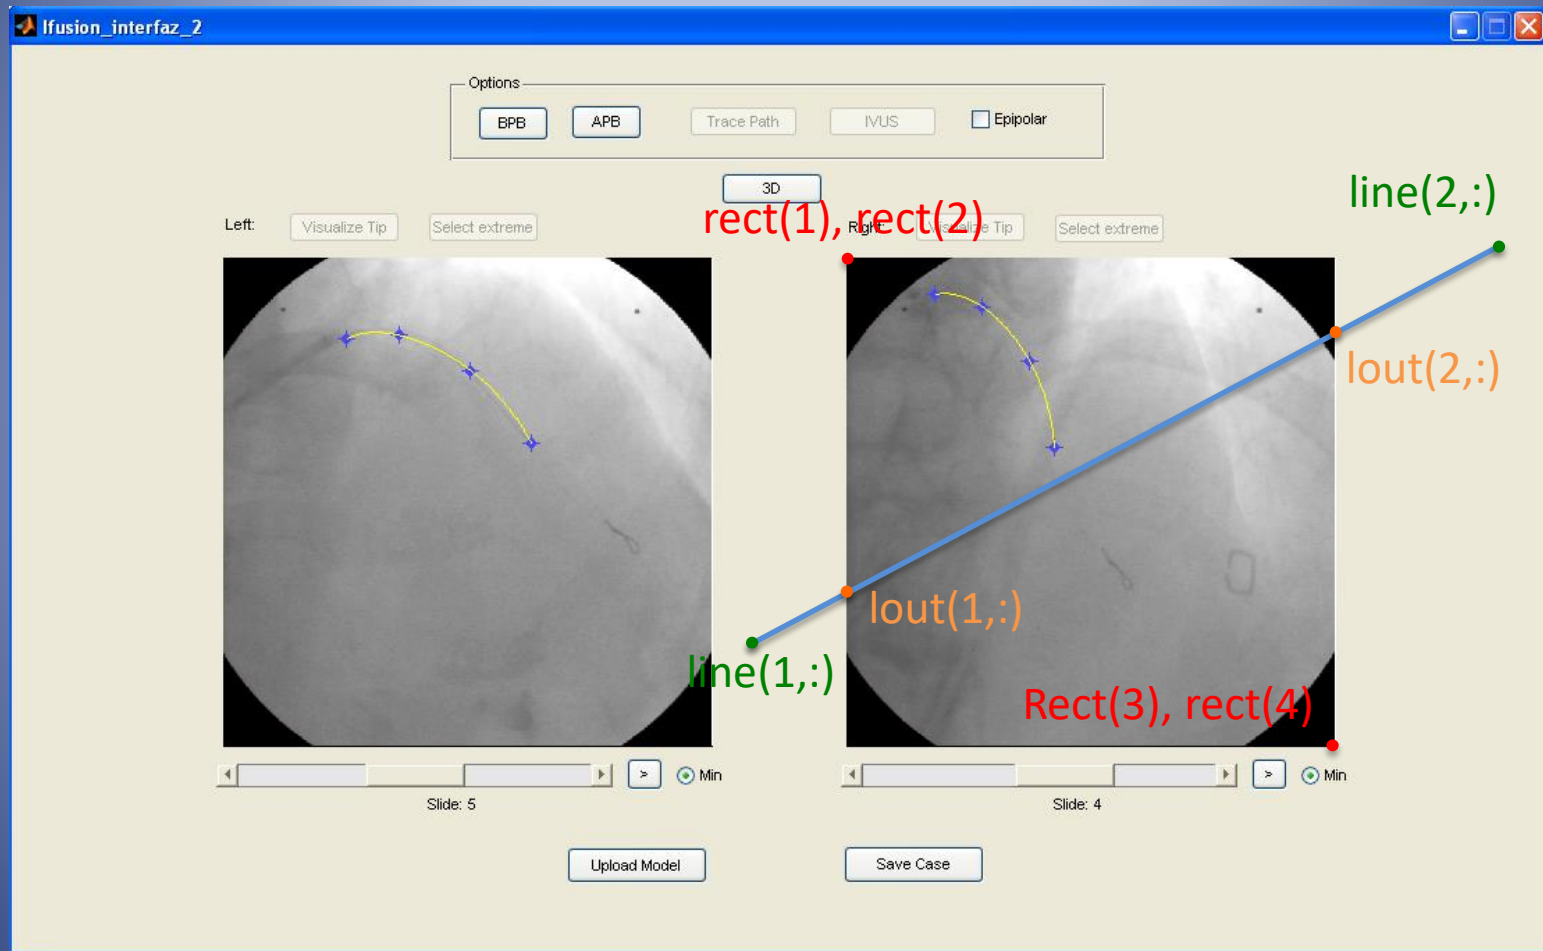 Ifusion_interfaz_2
Options
BPB
APB
Trace Path
IVUS
Epipolar
3D
line(2,:)
rect(1), rect(2)
Left:
Visualize Tip
Select extreme
Right:
Visualize Tip
Select extreme
lout(2,:)
lout(1,:)
line(1,:)
Rect(3), rect(4)
>
Min
>
Min
Slide: 5
Slide: 4
Upload Model
Save Case